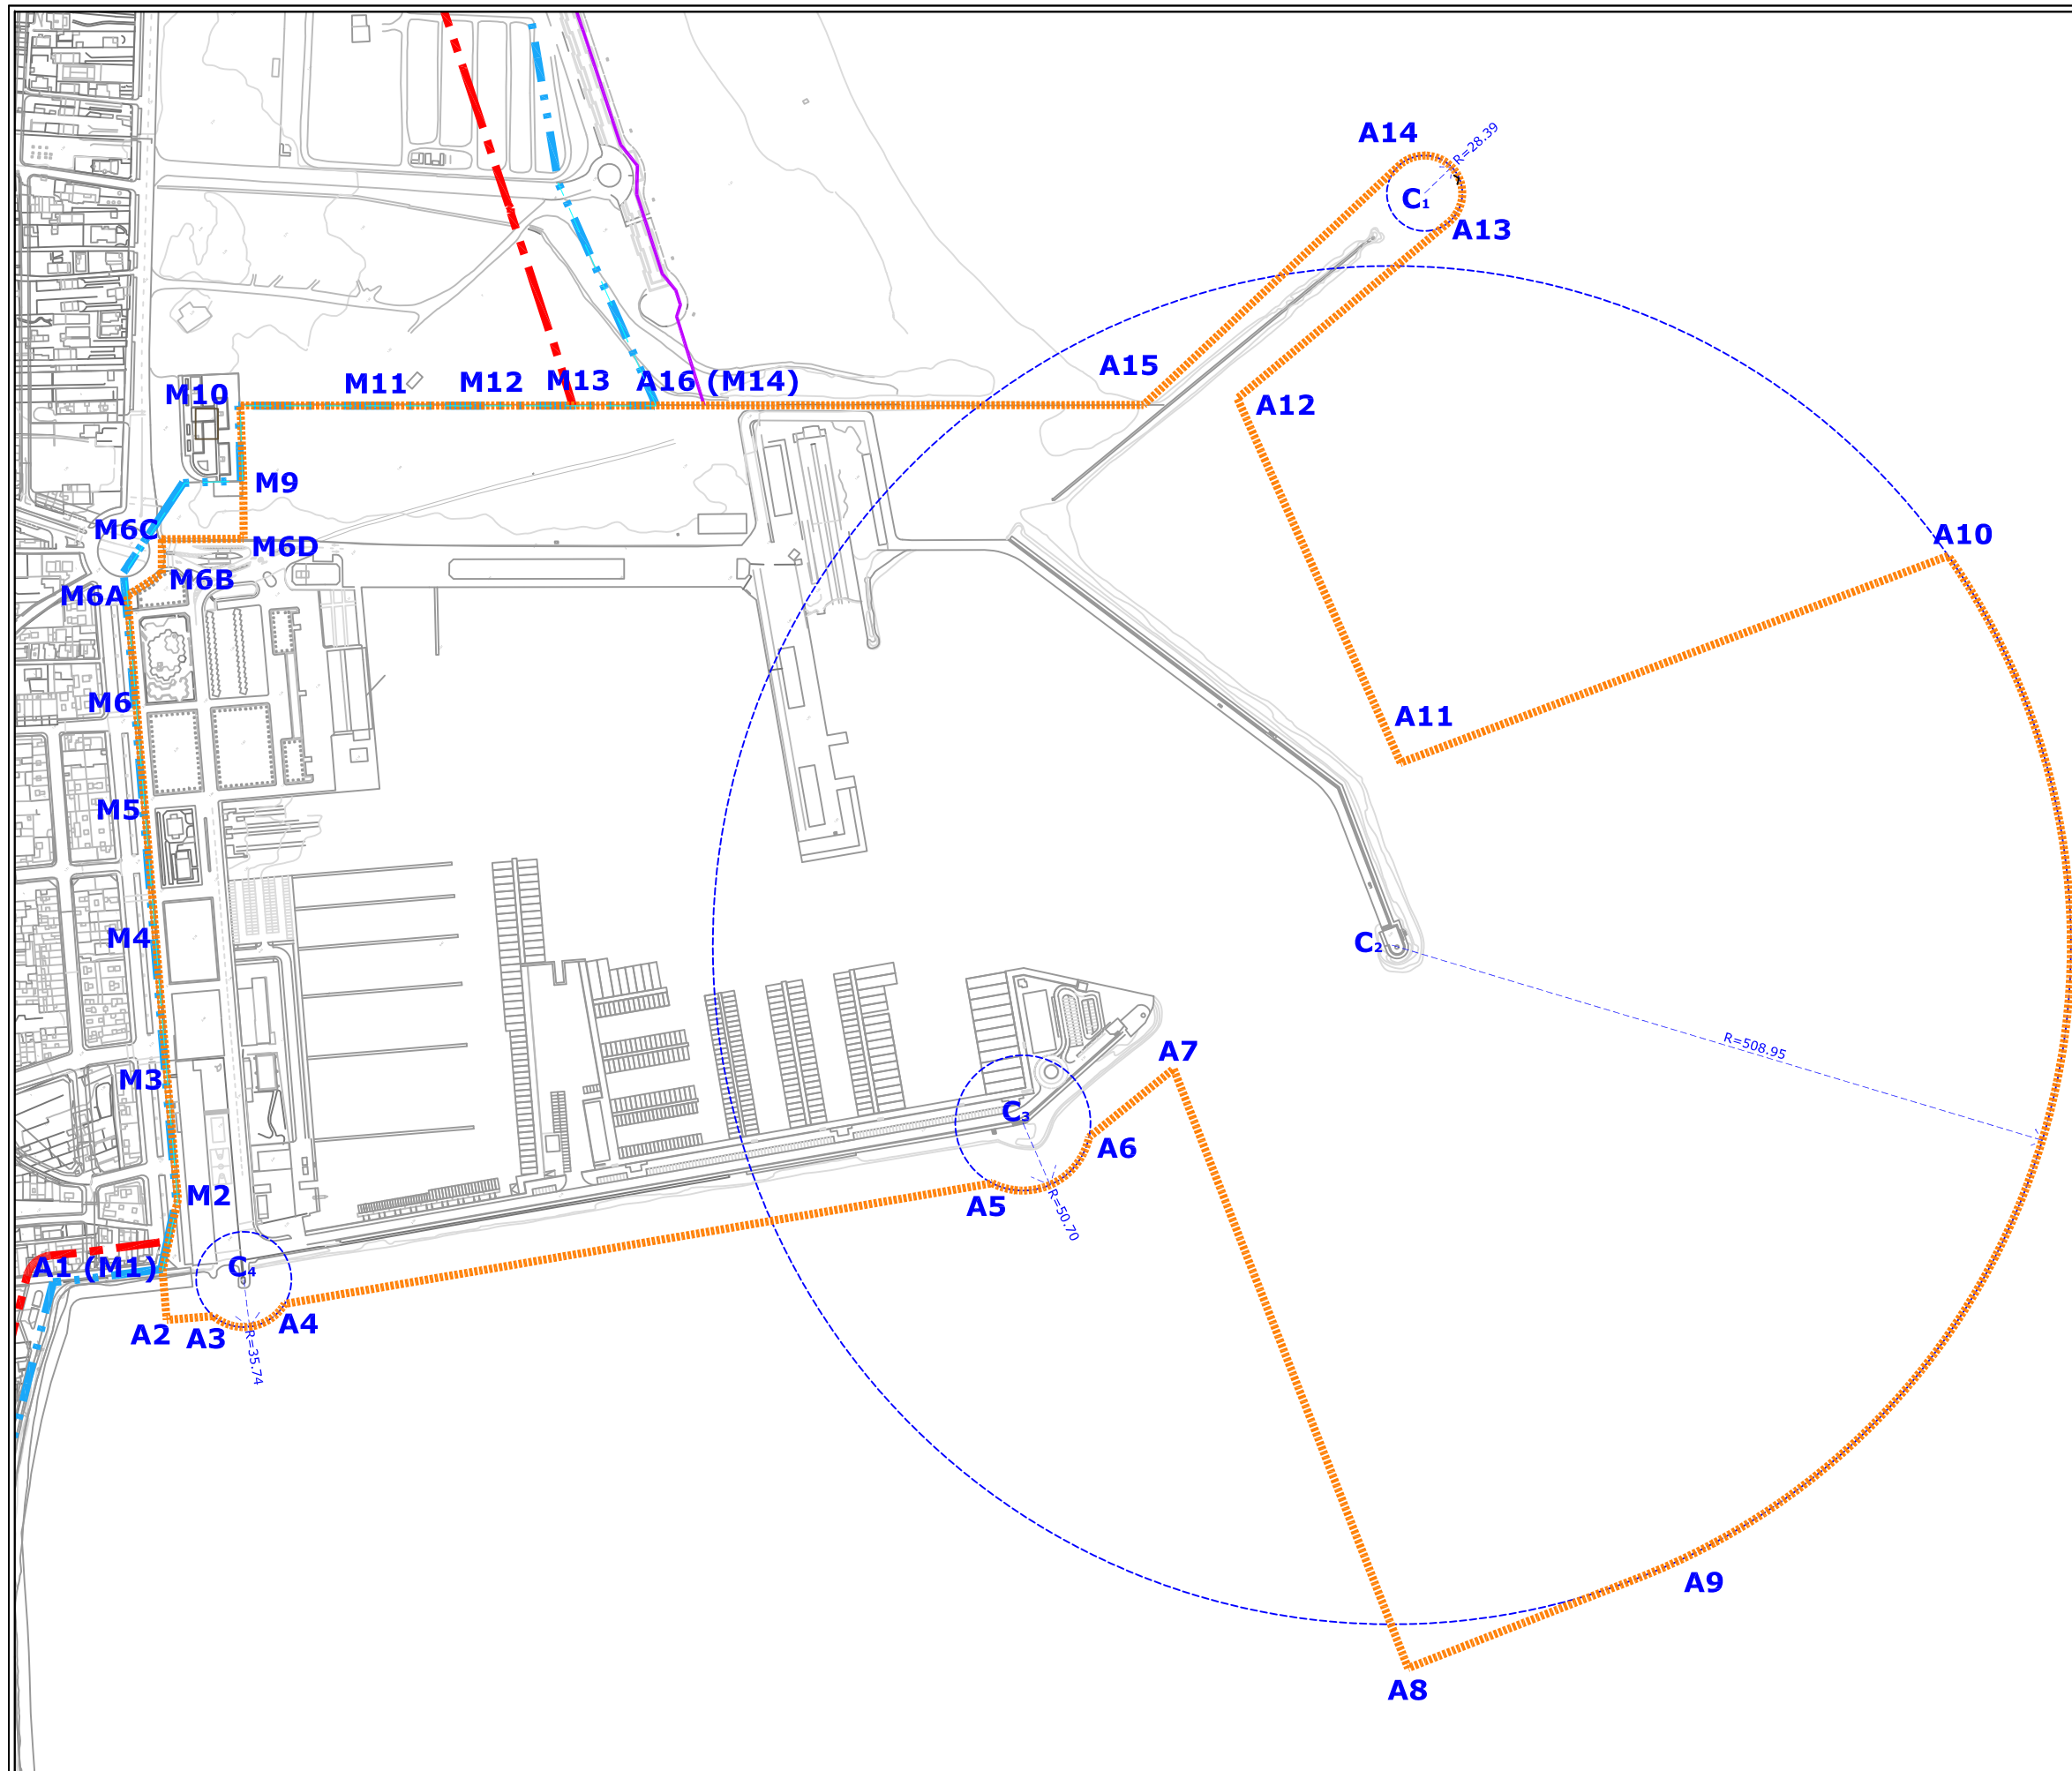 A14
R=28.39
C₁
A13
A15
M10
M11
M12
M13
A16 (M14)
A12
M9
M6C
M6D
A10
M6B
M6A
M6
A11
M5
M4
C₂
R=508.95
A7
M3
C₃
A6
M2
A5
R=50.70
A1 (M1)
C₄
A2
A3
A4
R=35.74
A9
A8